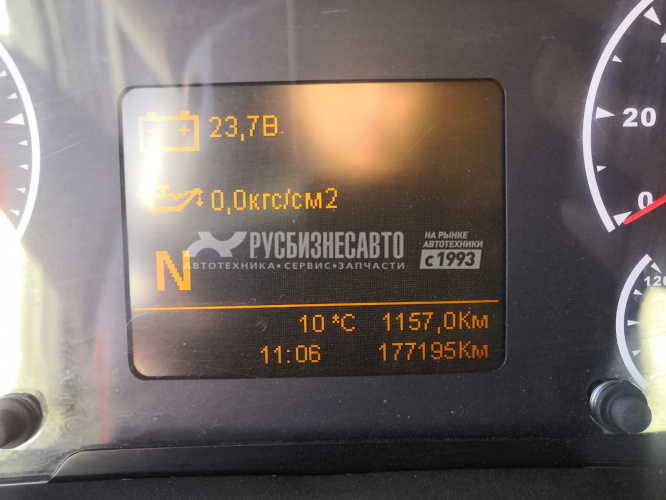 23,7В
0,0кгс/см2
РУСБИЗНЕСАВТО
АВТОТЕХНИКА • СЕРВИС • ЗАПЧАСТИ
НА РЫНКЕ
АВТОТЕХНИКИ
с 1993
N
10 *C 1157,0Км
11:06 177195Км
20
0
120